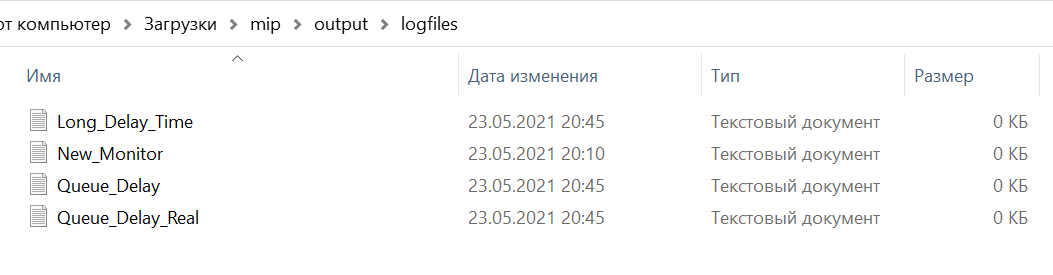 от компьютер > Загрузки > mip > output > logfiles
Имя Дата изменения Тип Размер
Long_Delay_Time 23.05.2021 20:45 Текстовый документ 0 КБ
New_Monitor 23.05.2021 20:10 Текстовый документ 0 КБ
Queue_Delay 23.05.2021 20:45 Текстовый документ 0 КБ
Queue_Delay_Real 23.05.2021 20:45 Текстовый документ 0 КБ